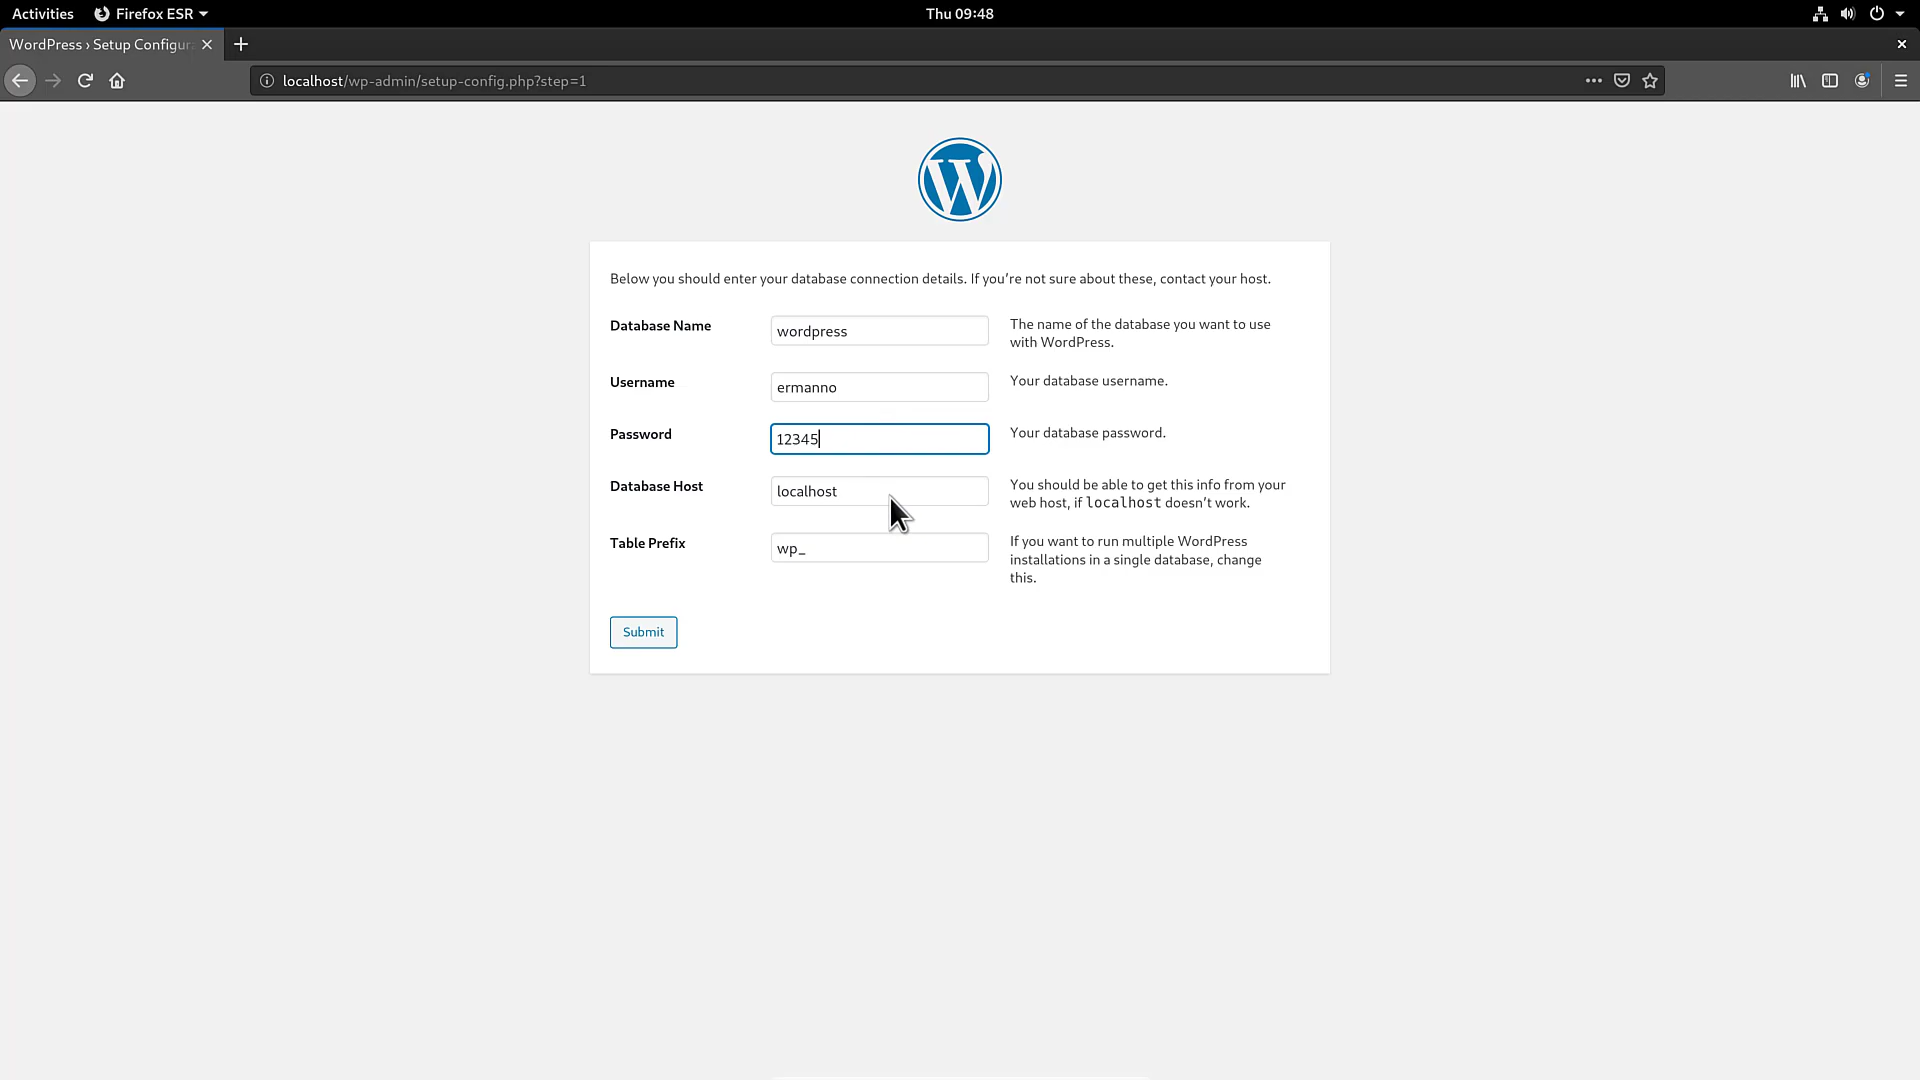 Activities
Firefox ESR
Thu 09:48
WordPress › Setup Configur
localhost/wp-admin/setup-config.php?step=1
Below you should enter your database connection details. If you’re not sure about these, contact your host.
Database Name
wordpress
The name of the database you want to use
with WordPress.
Username
ermanno
Your database username.
Password
12345
Your database password.
Database Host
localhost
You should be able to get this info from your
web host, if localhost doesn’t work.
Table Prefix
wp_
If you want to run multiple WordPress
installations in a single database, change
this.
Submit